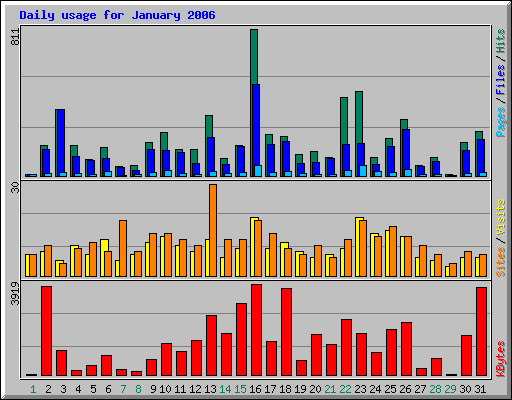 Daily usage for January 2006
811
Pages / Files / Hits
30
Sites / Visits
3919
KBytes
1 2 3 4 5 6 7 8 9 10 11 12 13 14 15 16 17 18 19 20 21 22 23 24 25 26 27 28 29 30 31